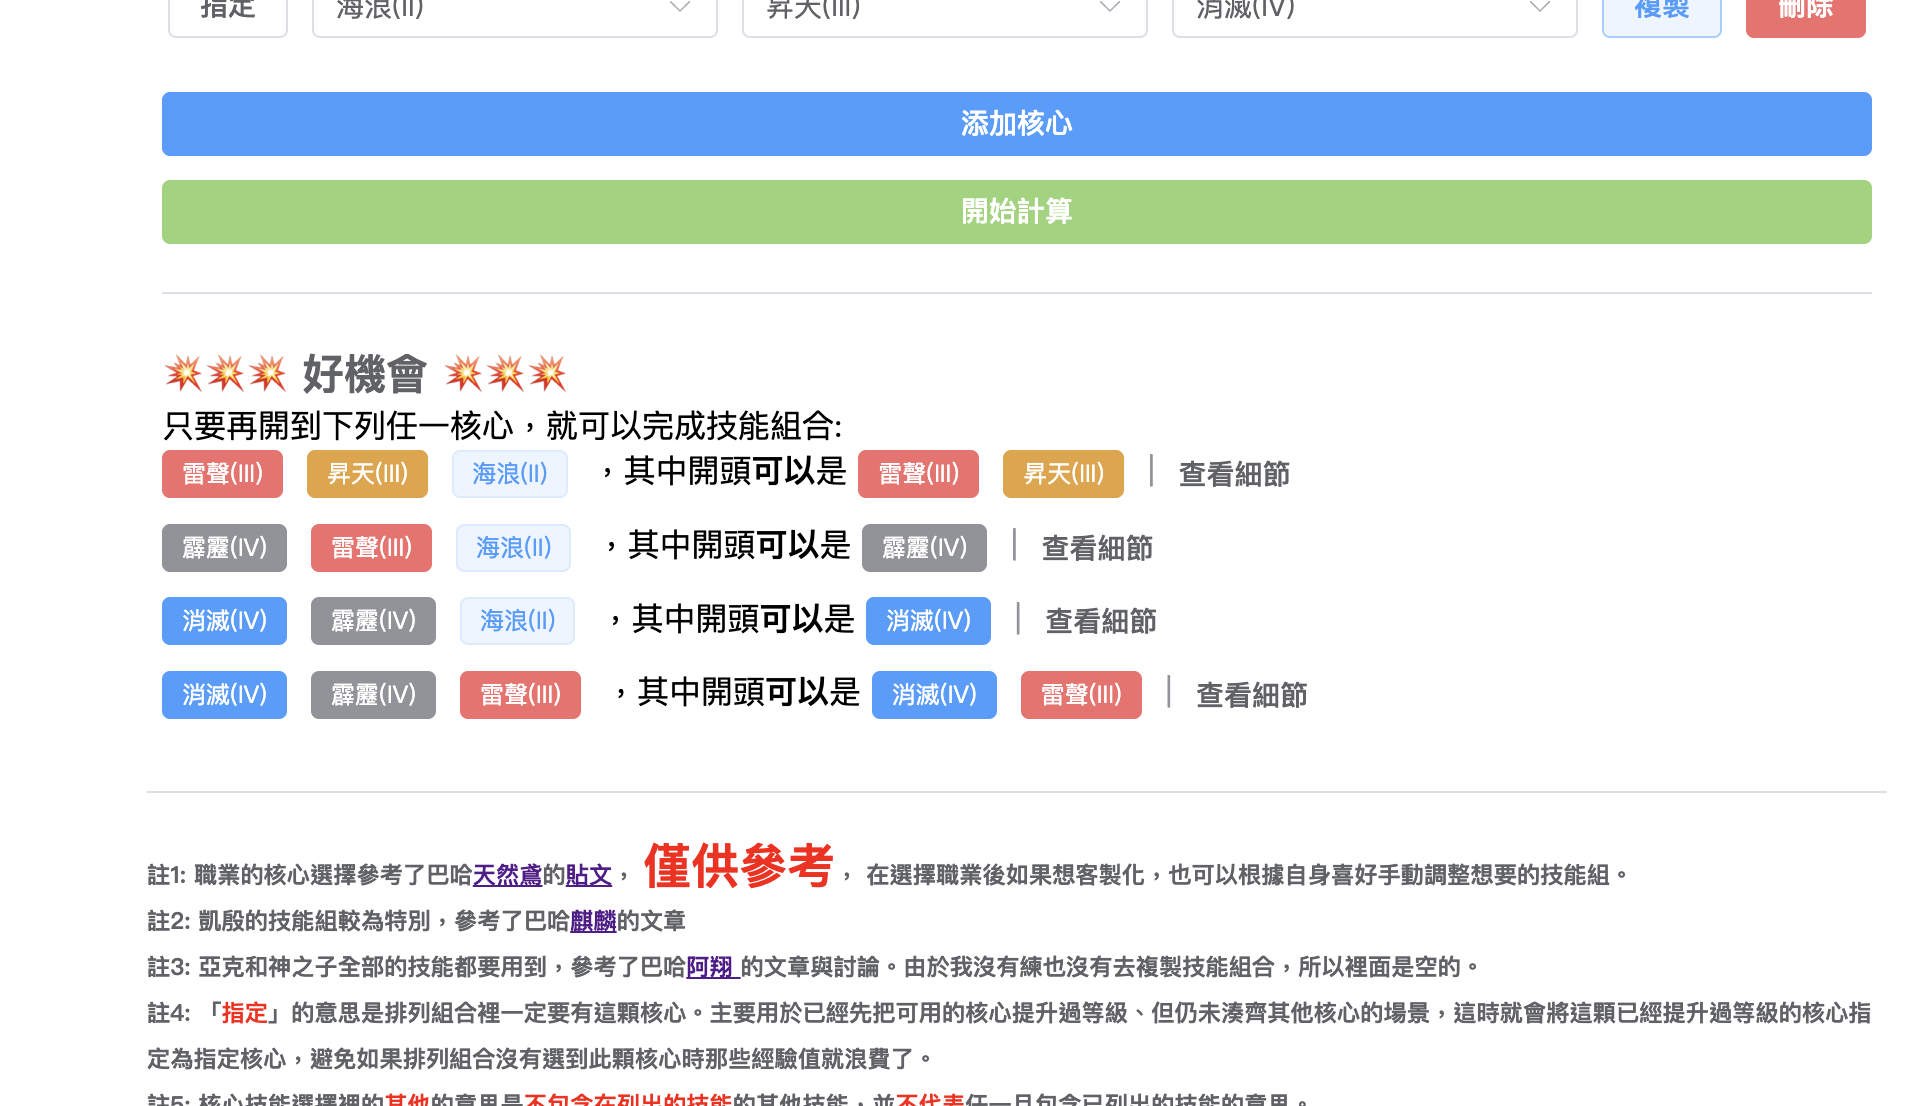 指定 海浪(II) 昇天(III) 消滅(IV) 複製 刪除
添加核心
開始計算
💥💥💥 好機會 💥💥💥
只要再開到下列任一核心，就可以完成技能組合:
雷聲(III) 昇天(III) 海浪(II) ，其中開頭可以是 雷聲(III) 昇天(III) | 查看細節
霹靂(IV) 雷聲(III) 海浪(II) ，其中開頭可以是 霹靂(IV) | 查看細節
消滅(IV) 霹靂(IV) 海浪(II) ，其中開頭可以是 消滅(IV) | 查看細節
消滅(IV) 霹靂(IV) 雷聲(III) ，其中開頭可以是 消滅(IV) 雷聲(III) | 查看細節
註1: 職業的核心選擇參考了巴哈天然鳶的貼文， 僅供參考， 在選擇職業後如果想客製化，也可以根據自身喜好手動調整想要的技能組。
註2: 凱殷的技能組較為特別，參考了巴哈麒麟的文章
註3: 亞克和神之子全部的技能都要用到，參考了巴哈阿翔 的文章與討論。由於我沒有練也沒有去複製技能組合，所以裡面是空的。
註4: 「指定」的意思是排列組合裡一定要有這顆核心。主要用於已經先把可用的核心提升過等級、但仍未湊齊其他核心的場景，這時就會將這顆已經提升過等級的核心指
定為指定核心，避免如果排列組合沒有選到此顆核心時那些經驗值就浪費了。
註5: 核心技能選擇裡的其他的意思是不包含在列出的技能的其他技能，並不代表任一且包含已列出的技能的意思。